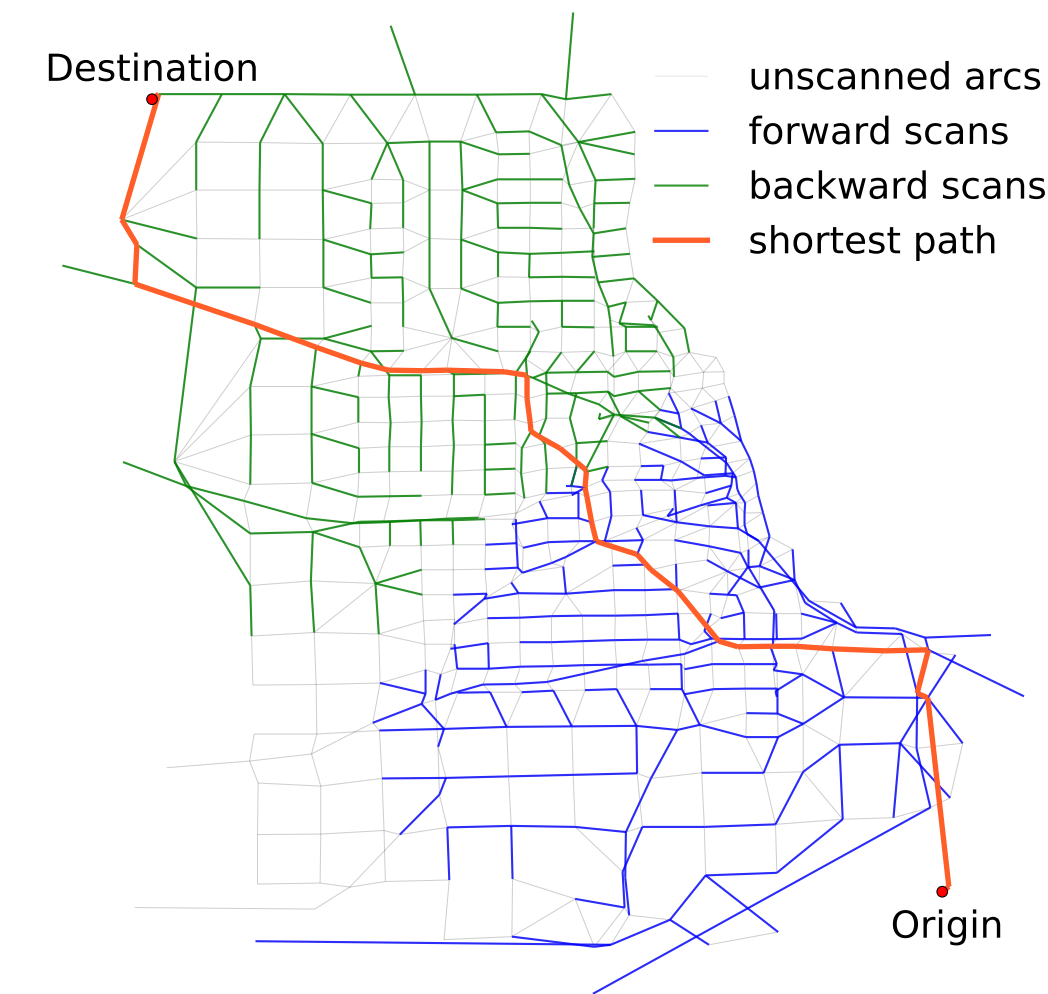 Destination
unscanned arcs
forward scans
backward scans
shortest path
Origin